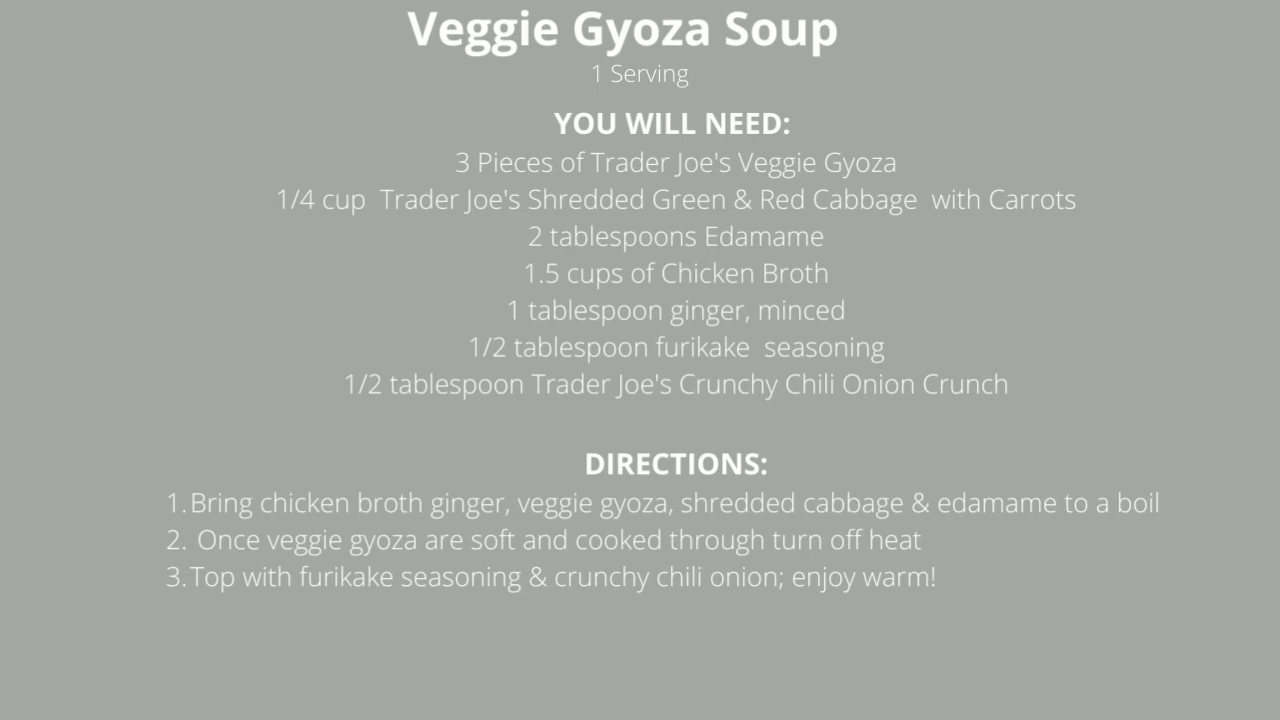 Veggie Gyoza Soup
1 Serving
YOU WILL NEED:
3 Pieces of Trader Joe's Veggie Gyoza
1/4 cup  Trader Joe's Shredded Green & Red Cabbage  with Carrots
2 tablespoons Edamame
1.5 cups of Chicken Broth
1 tablespoon ginger, minced
1/2 tablespoon furikake  seasoning
1/2 tablespoon Trader Joe's Crunchy Chili Onion Crunch
DIRECTIONS:
1.Bring chicken broth ginger, veggie gyoza, shredded cabbage & edamame to a boil
2. Once veggie gyoza are soft and cooked through turn off heat
3.Top with furikake seasoning & crunchy chili onion; enjoy warm!